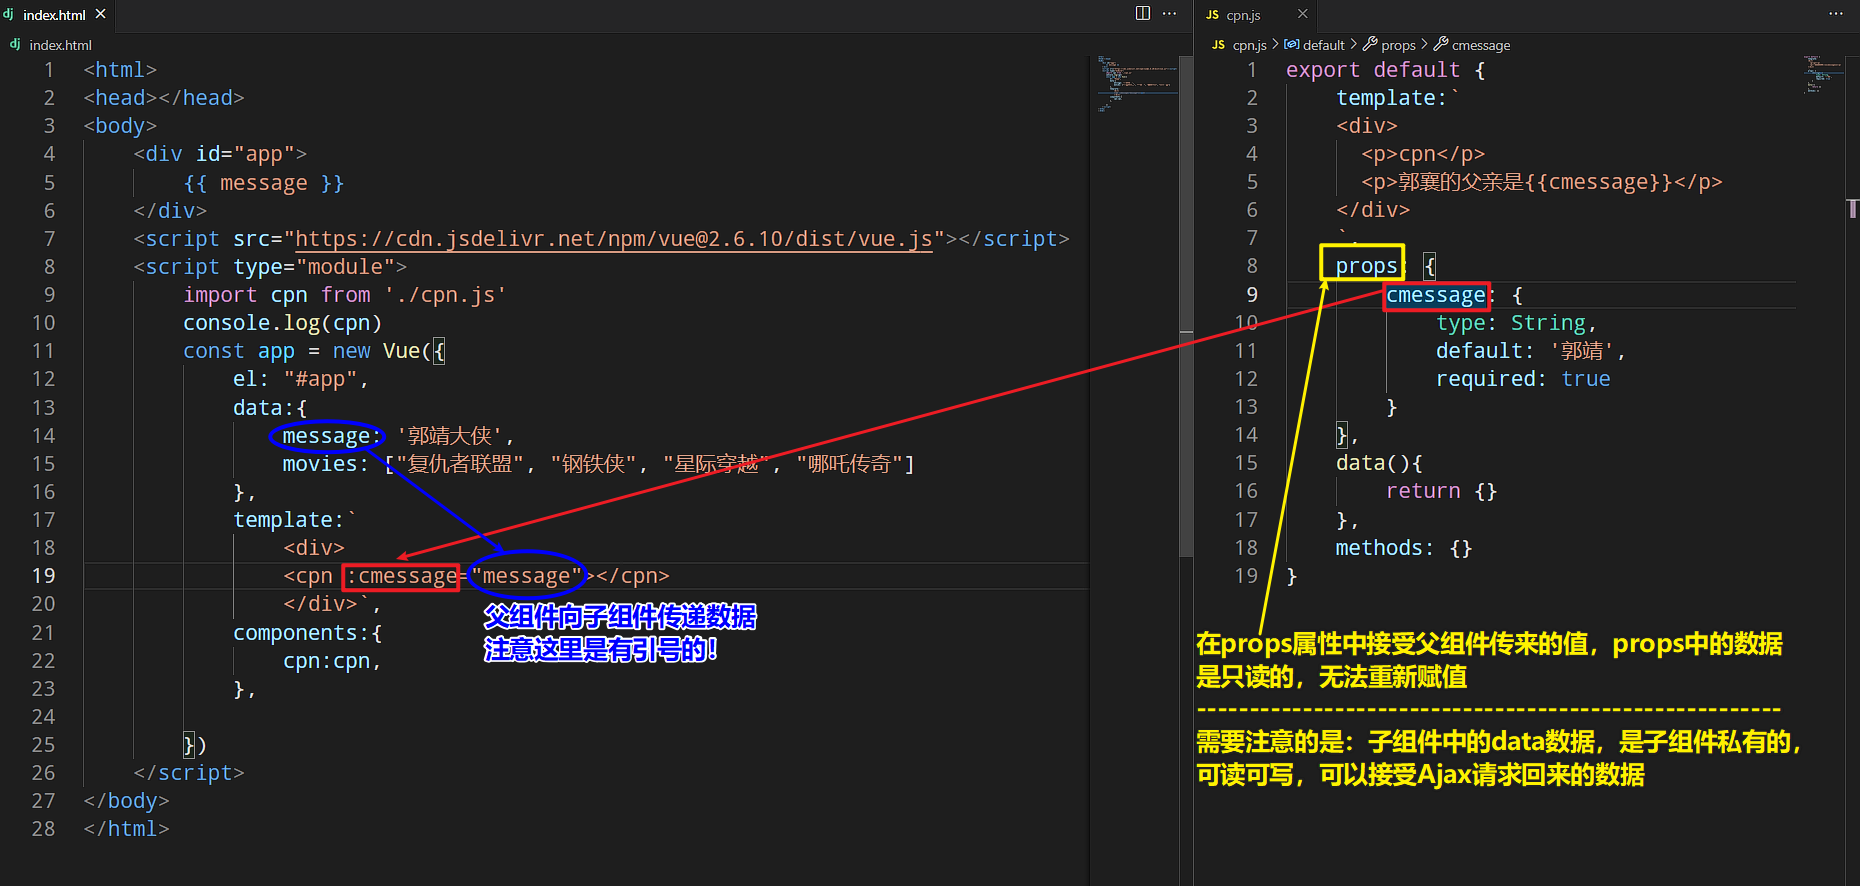 index.html
index.html
1 <html>
2 <head></head>
3 <body>
4 <div id="app">
5 {{ message }}
6 </div>
7 <script src="https://cdn.jsdelivr.net/npm/vue@2.6.10/dist/vue.js"></script>
8 <script type="module">
9 import cpn from './cpn.js'
10 console.log(cpn)
11 const app = new Vue({
12 el: "#app",
13 data:{
14 message: '郭靖大侠',
15 movies: ["复仇者联盟", "钢铁侠", "星际穿越", "哪吒传奇"]
16 },
17 template:`
18 <div>
19 <cpn :cmessage="message"></cpn>
20 </div>`,
21 components:{
22 cpn:cpn,
23 },
24
25 })
26 </script>
27 </body>
28 </html>
父组件向子组件传递数据
注意这里是有引号的!
JS cpn.js
JS cpn.js > default > props > cmessage
1 export default {
2 template:`
3 <div>
4 <p>cpn</p>
5 <p>郭襄的父亲是{{cmessage}}</p>
6 </div>
7 `,
8 props: {
9 cmessage: {
10 type: String,
11 default: '郭靖',
12 required: true
13 }
14 },
15 data(){
16 return {}
17 },
18 methods: {}
19 }
在props属性中接受父组件传来的值，props中的数据
是只读的，无法重新赋值
------------------------------------------------------
需要注意的是：子组件中的data数据，是子组件私有的，
可读可写，可以接受Ajax请求回来的数据